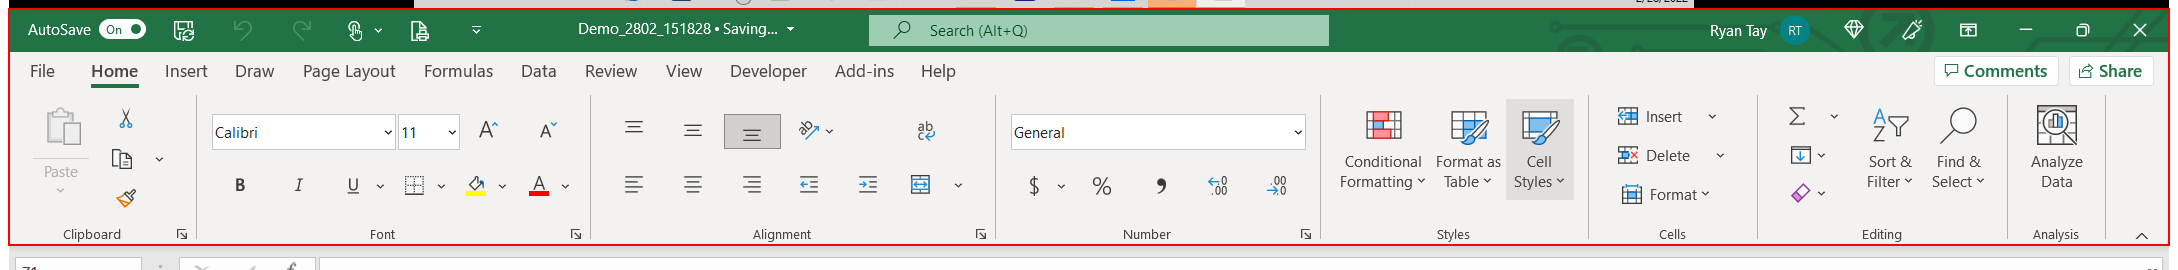 AutoSave On Demo_2802_151828 • Saving... Search (Alt+Q) Ryan Tay RT
File Home Insert Draw Page Layout Formulas Data Review View Developer Add-ins Help Comments Share
Paste
Calibri 11
General
Conditional Formatting
Format as Table
Cell Styles
Insert
Delete
Format
Sort & Filter
Find & Select
Analyze Data
Clipboard Font Alignment Number Styles Cells Editing Analysis